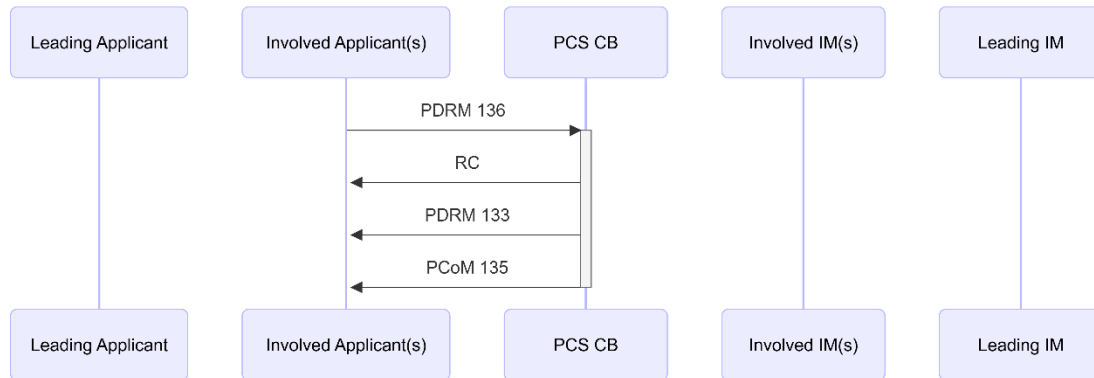 Leading Applicant
Involved Applicant(s)
PCS CB
Involved IM(s)
Leading IM
PDRM 136
RC
PDRM 133
PCoM 135
Leading Applicant
Involved Applicant(s)
PCS CB
Involved IM(s)
Leading IM